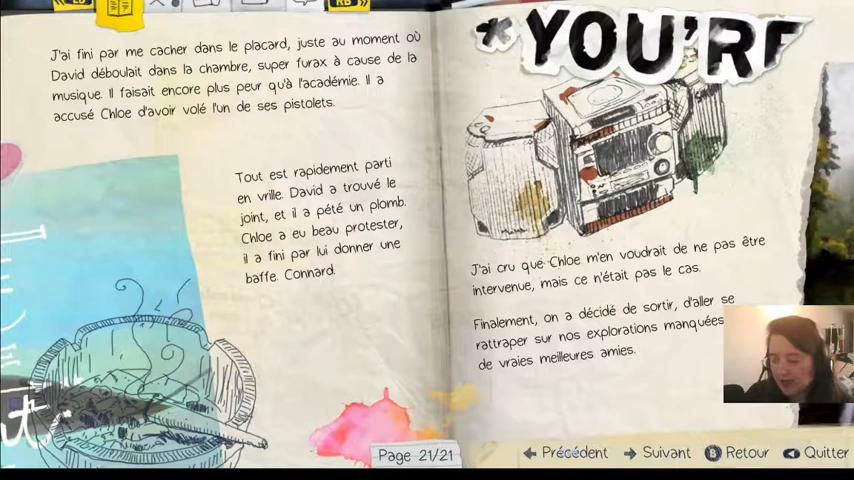 LB
RB
J'ai fini par me cacher dans le placard, juste au moment où
David déboulait dans la chambre, super furax à cause de la
musique. Il faisait encore plus peur qu'à l'académie. Il a
accusé Chloe d'avoir volé l'un de ses pistolets.
Tout est rapidement parti
en vrille. David a trouvé le
joint, et il a pété un plomb.
Chloe a eu beau protester,
il a fini par lui donner une
baffe. Connard.
*YOU'RE
J'ai cru que Chloe m'en voudrait de ne pas être
intervenue, mais ce n'était pas le cas.
Finalement, on a décidé de sortir, d'aller se
rattraper sur nos explorations manquées
de vraies meilleures amies.
Page 21/21
Précédent
Suivant
B Retour
Quitter